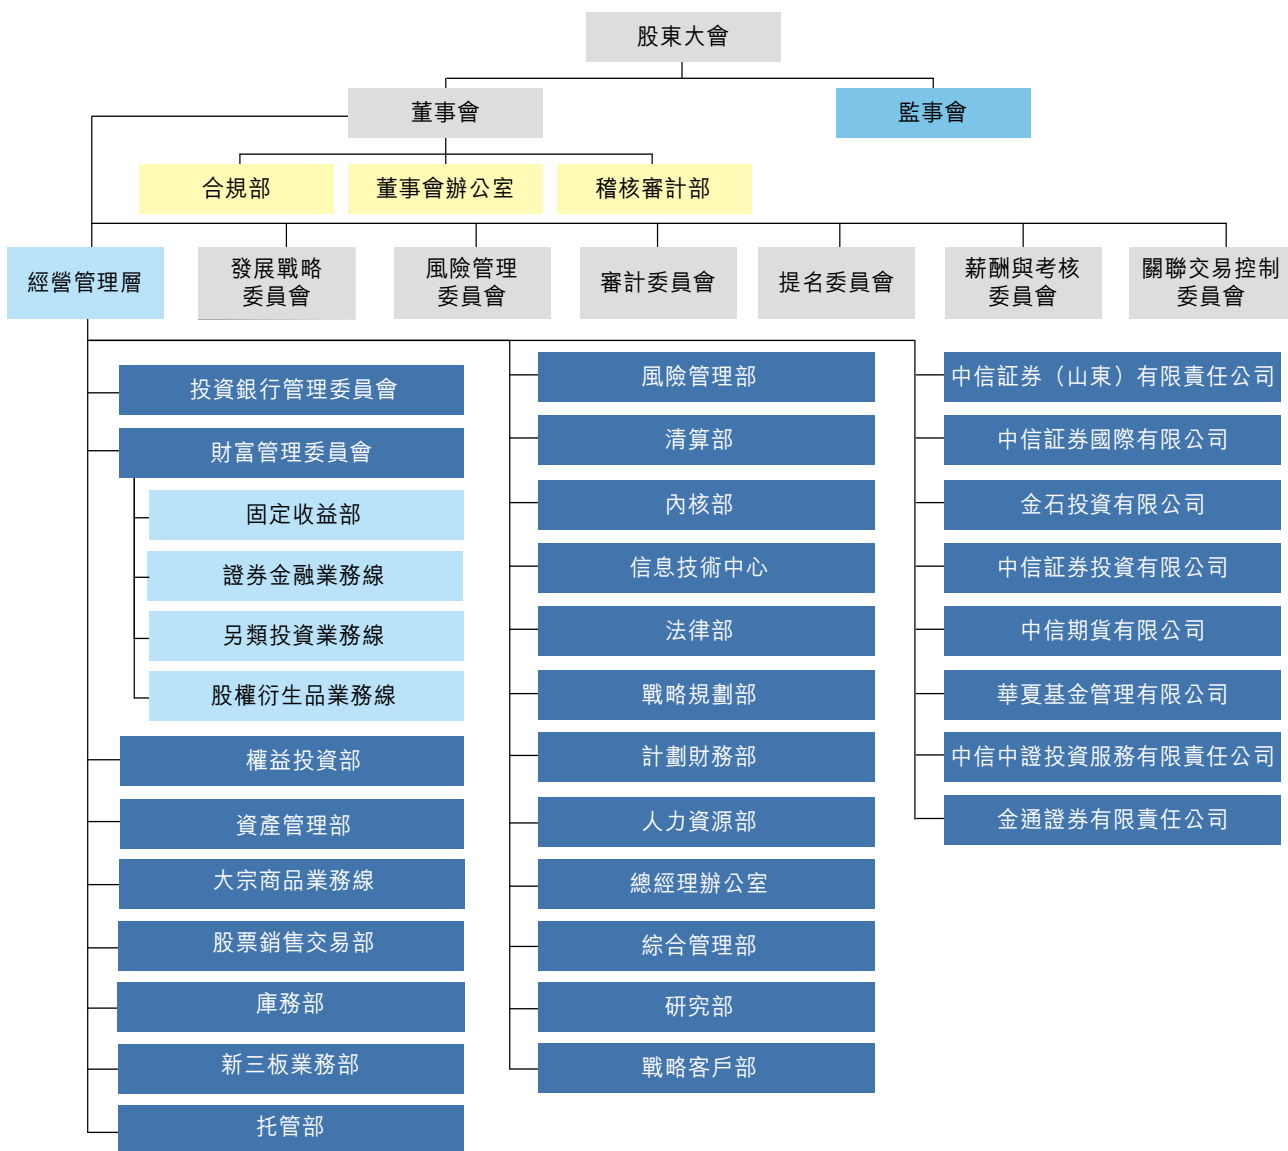 股東大會
董事會
監事會
合規部
董事會辦公室
稽核審計部
經營管理層
發展戰略
委員會
風險管理
委員會
審計委員會
提名委員會
薪酬與考核
委員會
關聯交易控制
委員會
投資銀行管理委員會
財富管理委員會
固定收益部
證券金融業務線
另類投資業務線
股權衍生品業務線
權益投資部
資產管理部
大宗商品業務線
股票銷售交易部
庫務部
新三板業務部
托管部
風險管理部
清算部
內核部
信息技術中心
法律部
戰略規劃部
計劃財務部
人力資源部
總經理辦公室
綜合管理部
研究部
戰略客戶部
中信証券（山東）有限責任公司
中信証券國際有限公司
金石投資有限公司
中信証券投資有限公司
中信期貨有限公司
華夏基金管理有限公司
中信中證投資服務有限責任公司
金通證券有限責任公司